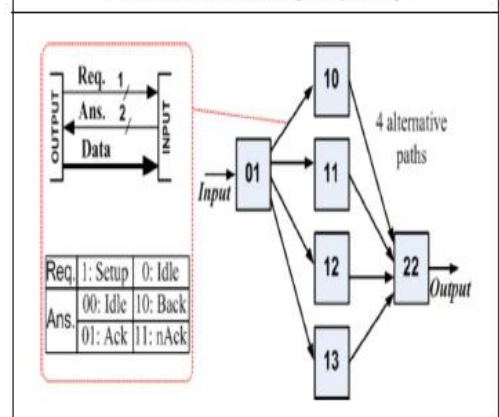 Req. 1
Ans. 2
Data
OUTPUT
INPUT
Req. 1: Setup 0: Idle
Ans. 00: Idle 10: Back
01: Ack 11: nAck
Input
01
10
11
12
13
22
4 alternative
paths
Output